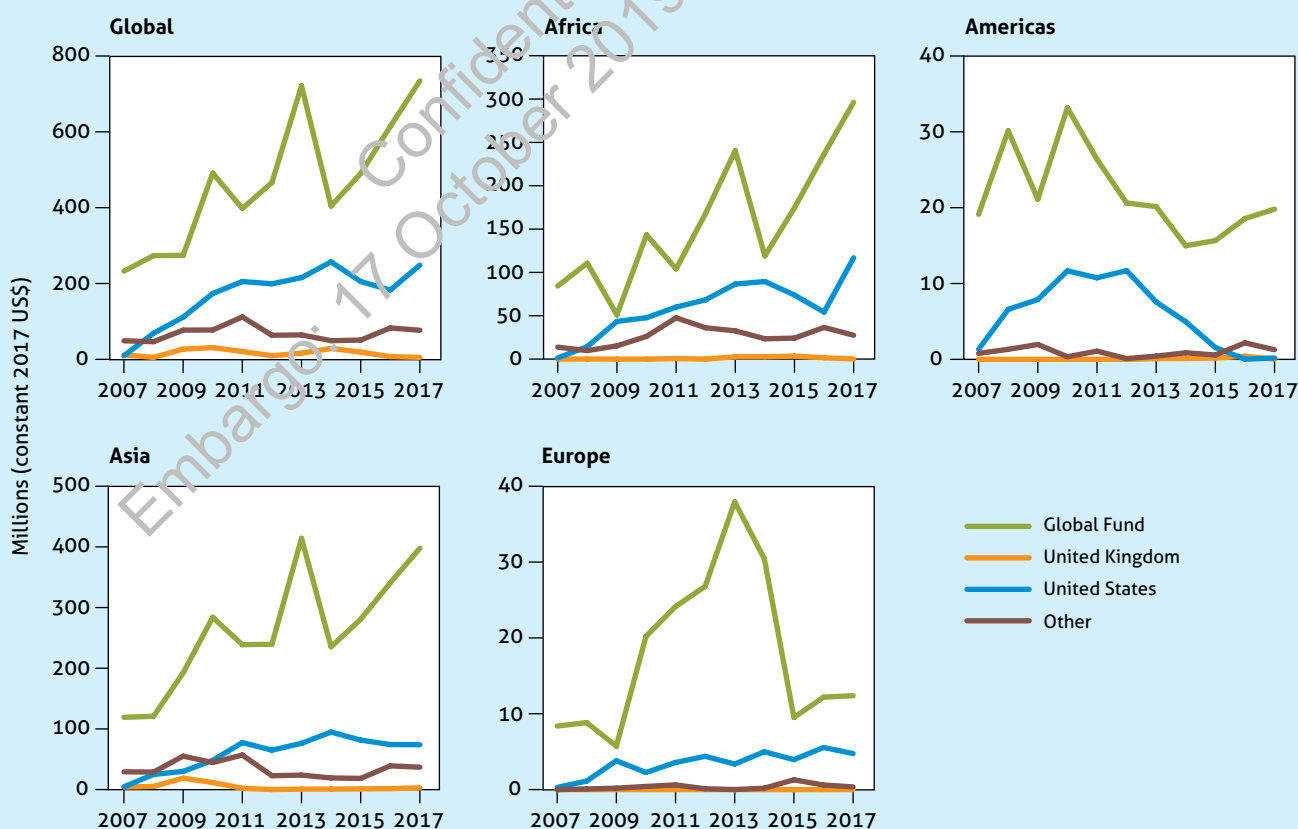 Global
Africa
Americas
800
600
400
200
0
2007 2009 2011 2013 2015 2017
350
300
250
200
150
100
50
0
2007 2009 2011 2013 2015 2017
40
30
20
10
0
2007 2009 2011 2013 2015 2017
Millions (constant 2017 US$)
Asia
Europe
500
400
300
200
100
0
2007 2009 2011 2013 2015 2017
40
30
20
10
0
2007 2009 2011 2013 2015 2017
Global Fund
United Kingdom
United States
Other
Confident
Embargo: 17 October 2019